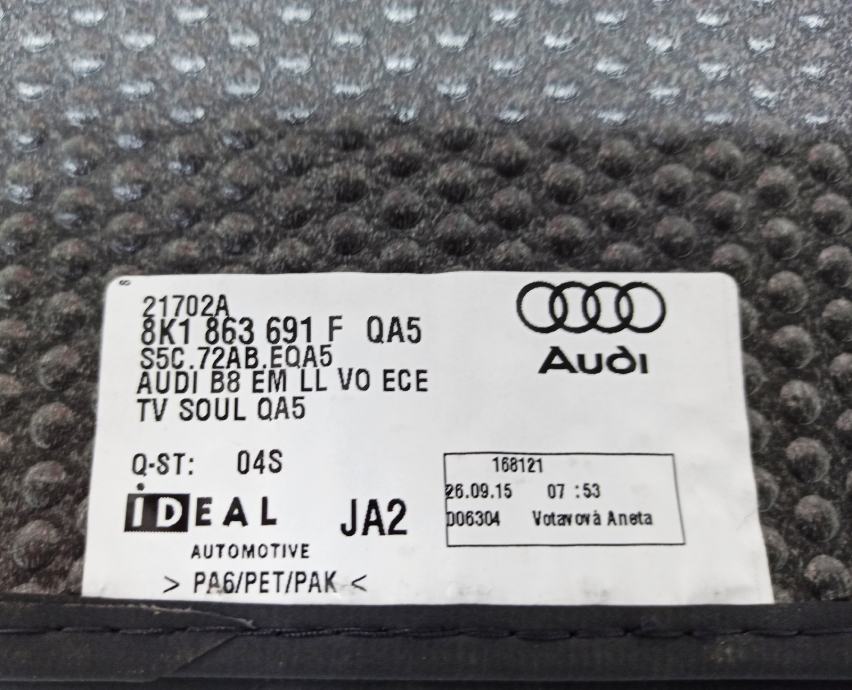 21702A
8K1 863 691 F QA5
S5C.72AB.EQA5
AUDI B8 EM LL VO ECE
TV SOUL QA5
Audi
Q-ST: 04S
iDEAL JA2
AUTOMOTIVE
> PA6/PET/PAK <
168121
26.09.15 07 :53
D06304 Votavová Aneta